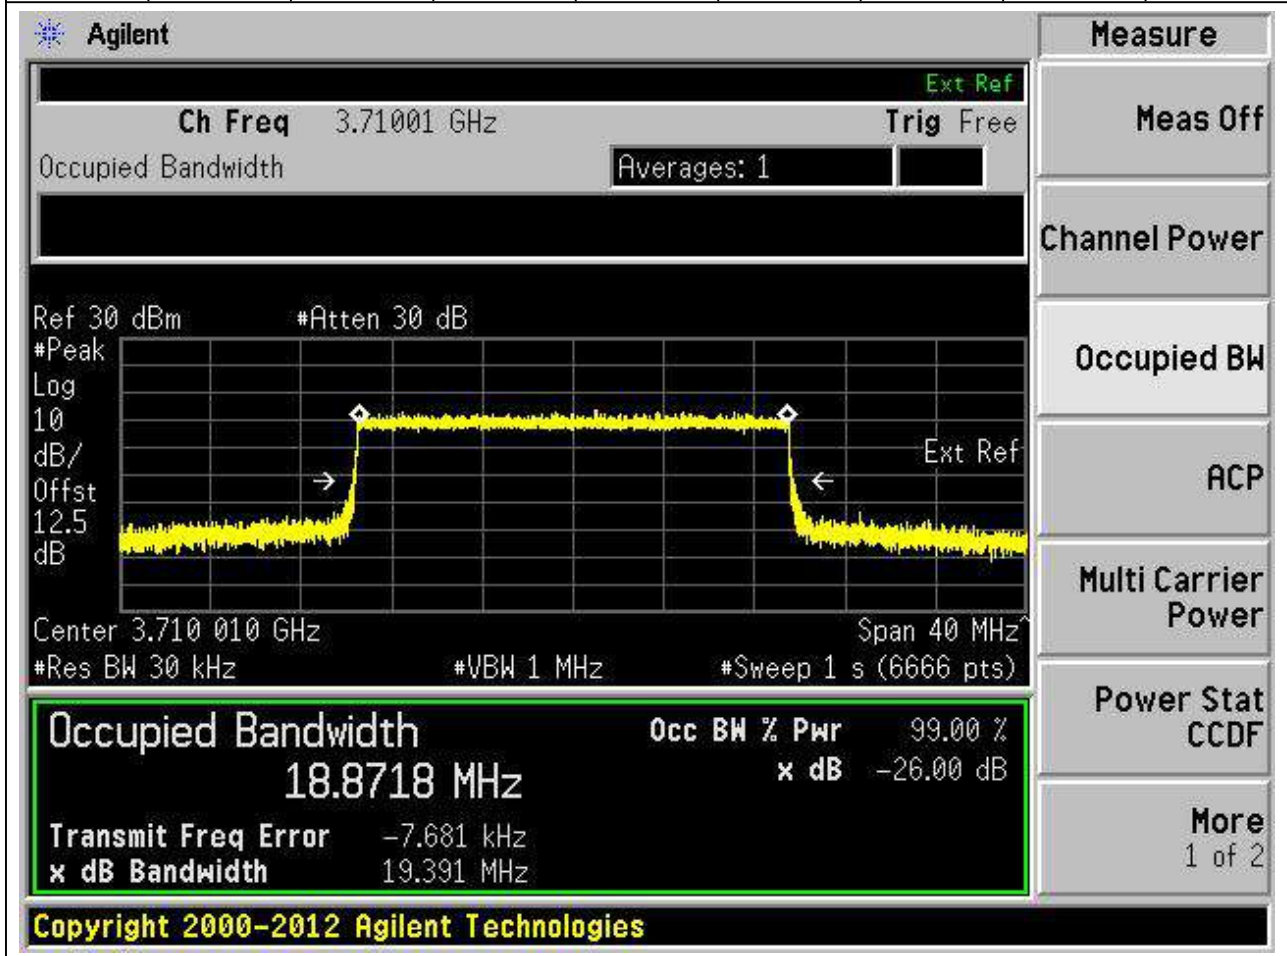 Agilent
Measure
Ext Ref
Ch Freq 3.71001 GHz Trig Free
Meas Off
Occupied Bandwidth Averages: 1
Channel Power
Ref 30 dBm #Atten 30 dB
#Peak
Log
10
dB/
Offst
12.5
dB
Ext Ref
Occupied BW
ACP
Center 3.710 010 GHz Span 40 MHz^
#Res BW 30 kHz #VBW 1 MHz #Sweep 1 s (6666 pts)
Multi Carrier
Power
Occupied Bandwidth Occ BW % Pwr 99.00 %
18.8718 MHz x dB -26.00 dB
Transmit Freq Error -7.681 kHz
x dB Bandwidth 19.391 MHz
Power Stat
CCDF
More
1 of 2
Copyright 2000-2012 Agilent Technologies